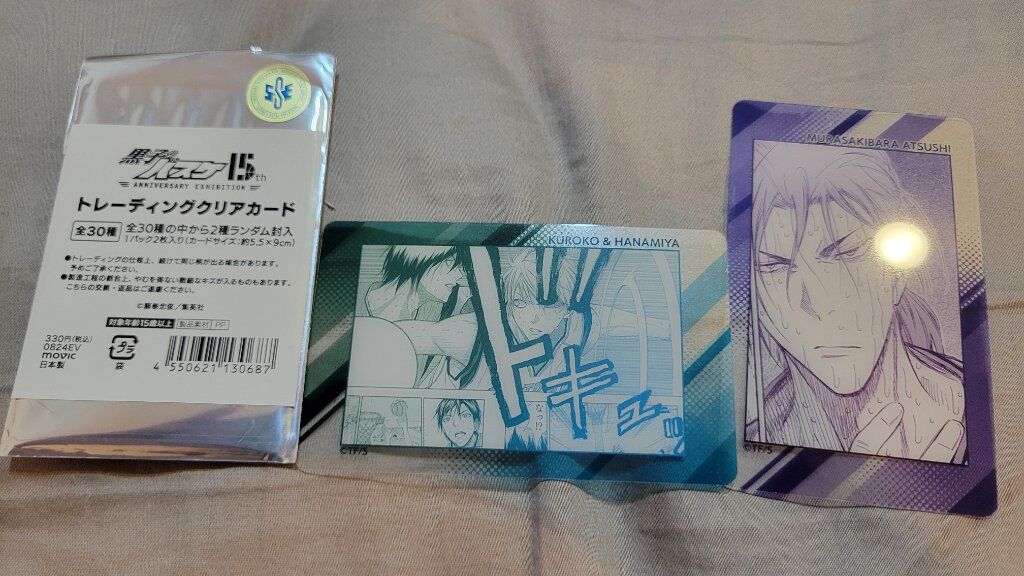 黒子のバスケ 15th
ANNIVERSARY EXHIBITION
トレーディングクリアカード
全30種 全30種の中から2種ランダム封入
1パック2枚入り(カードサイズ:約5.5×9cm)
●トレーディングの仕様上、続けて同じ柄が出る場合があります。
予めご了承ください。
●製造工程の都合上、やむを得ない微細なキズが入るものもあります。
こちらの交換・返品はご遠慮ください。
©藤巻忠俊/集英社
対象年齢15歳以上 製品素材 PP
330円(税込)
0824EV
movic
日本製
プラ
袋
4 550621 130687
KUROKO & HANAMIYA
ドキュ
なっ!?
©TF/S
MURASAKIBARA ATSUSHI
©TF/S